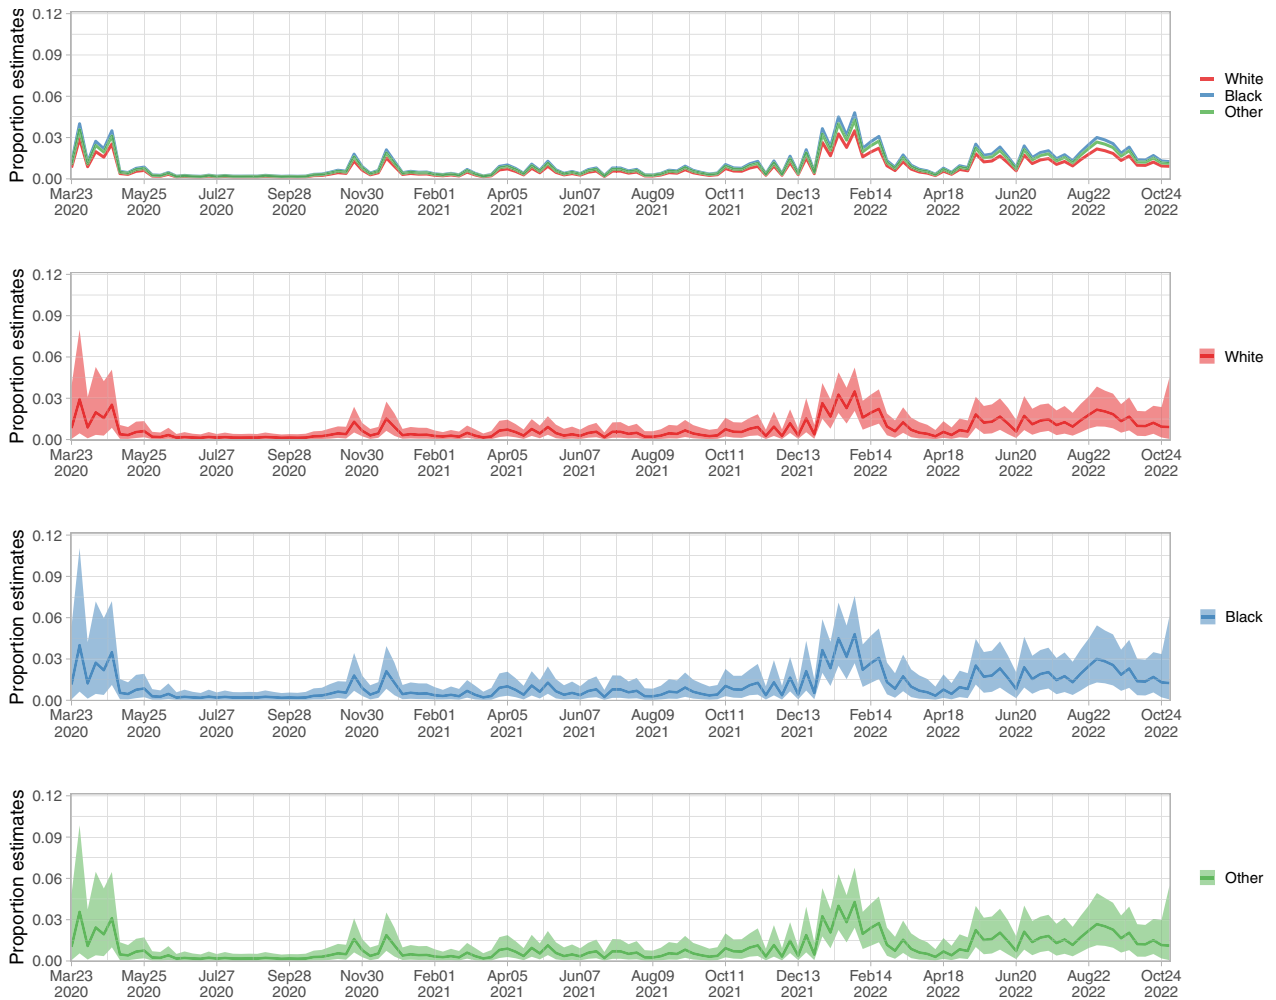 Proportion estimates
0.12
0.09
0.06
0.03
0.00
Mar23 May25 Jul27 Sep28 Nov30 Feb01 Apr05 Jun07 Aug09 Oct11 Dec13 Feb14 Apr18 Jun20 Aug22 Oct24
2020 2020 2020 2020 2020 2021 2021 2021 2021 2021 2021 2022 2022 2022 2022 2022
White
Black
Other
Proportion estimates
0.12
0.09
0.06
0.03
0.00
Mar23 May25 Jul27 Sep28 Nov30 Feb01 Apr05 Jun07 Aug09 Oct11 Dec13 Feb14 Apr18 Jun20 Aug22 Oct24
2020 2020 2020 2020 2020 2021 2021 2021 2021 2021 2021 2022 2022 2022 2022 2022
White
Proportion estimates
0.12
0.09
0.06
0.03
0.00
Mar23 May25 Jul27 Sep28 Nov30 Feb01 Apr05 Jun07 Aug09 Oct11 Dec13 Feb14 Apr18 Jun20 Aug22 Oct24
2020 2020 2020 2020 2020 2021 2021 2021 2021 2021 2021 2022 2022 2022 2022 2022
Black
Proportion estimates
0.12
0.09
0.06
0.03
0.00
Mar23 May25 Jul27 Sep28 Nov30 Feb01 Apr05 Jun07 Aug09 Oct11 Dec13 Feb14 Apr18 Jun20 Aug22 Oct24
2020 2020 2020 2020 2020 2021 2021 2021 2021 2021 2021 2022 2022 2022 2022 2022
Other